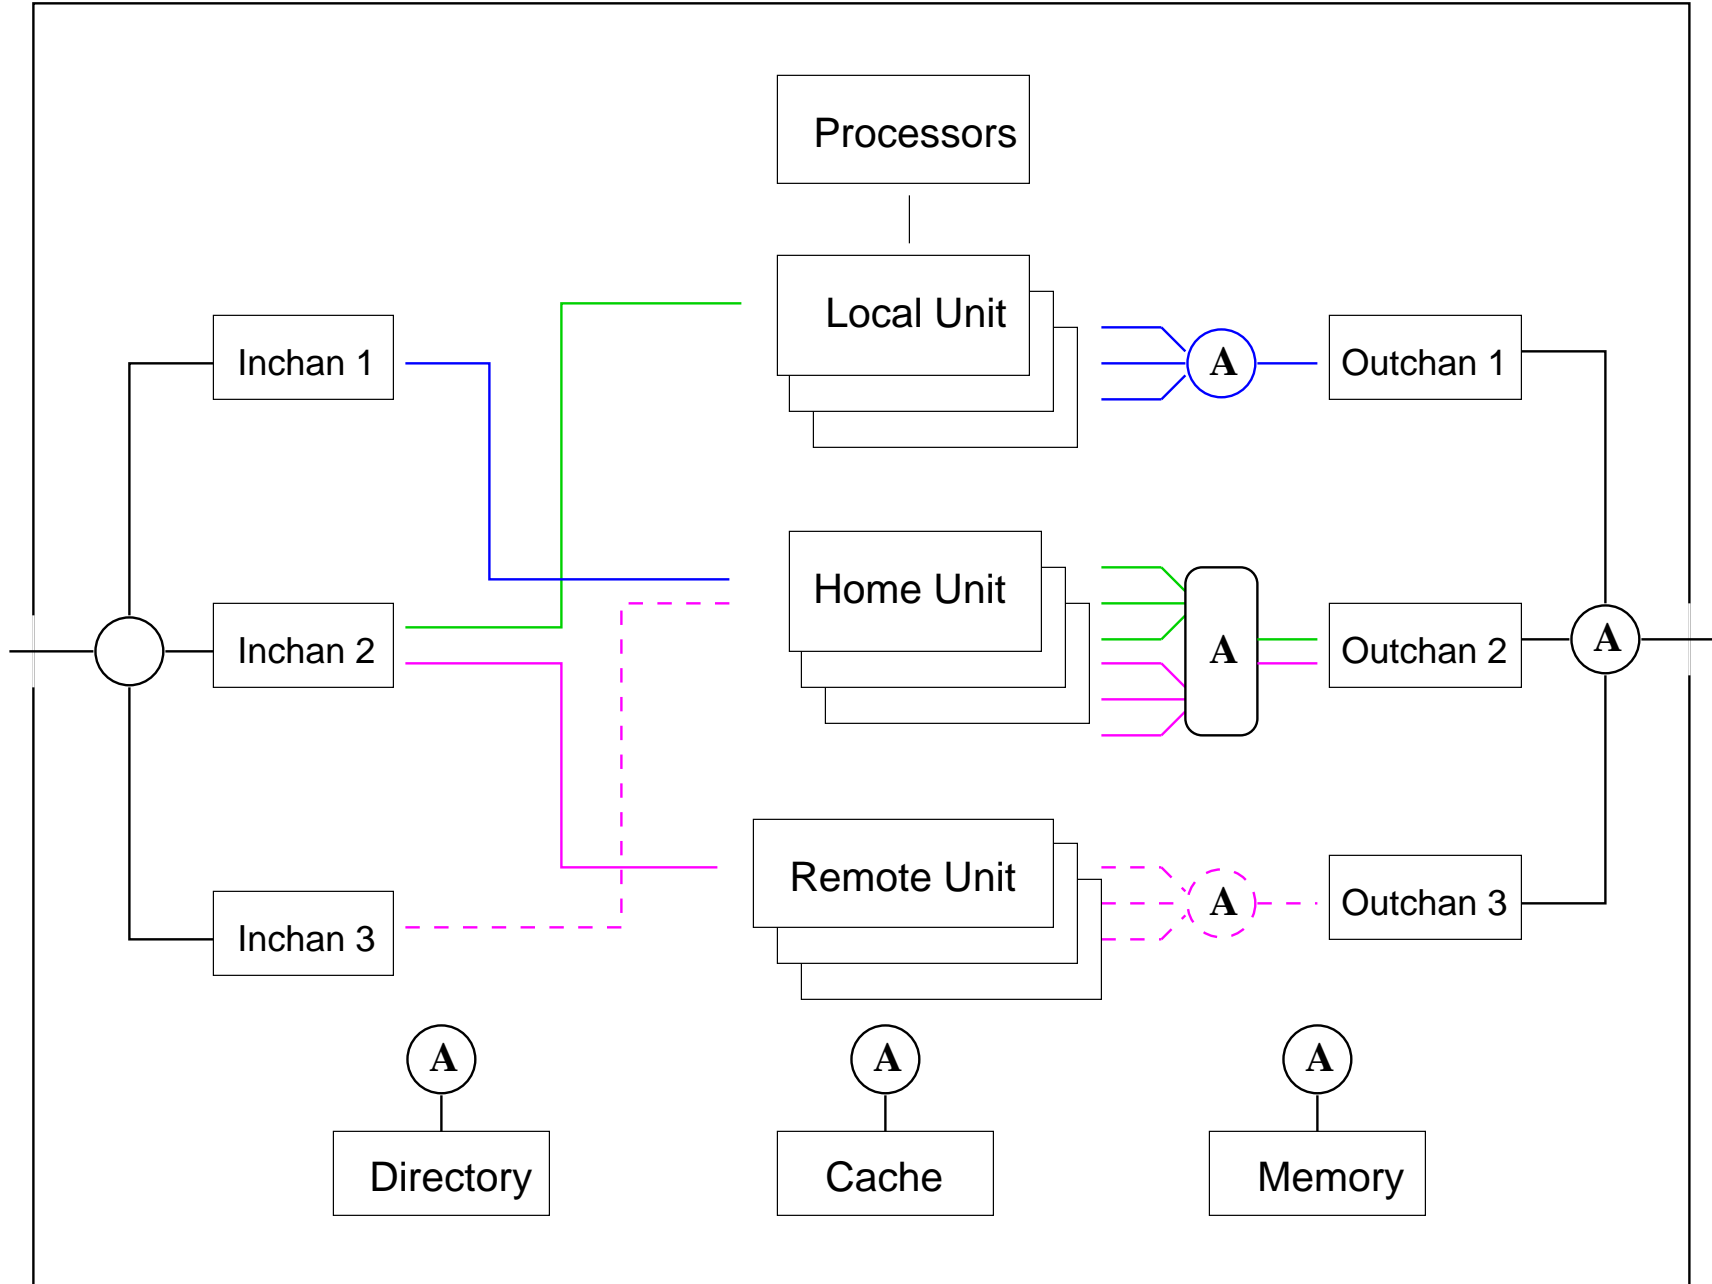 Processors
Local Unit
Inchan 1
A
Outchan 1
Home Unit
Inchan 2
A
Outchan 2
A
Remote Unit
Inchan 3
A
Outchan 3
A
A
A
Directory
Cache
Memory